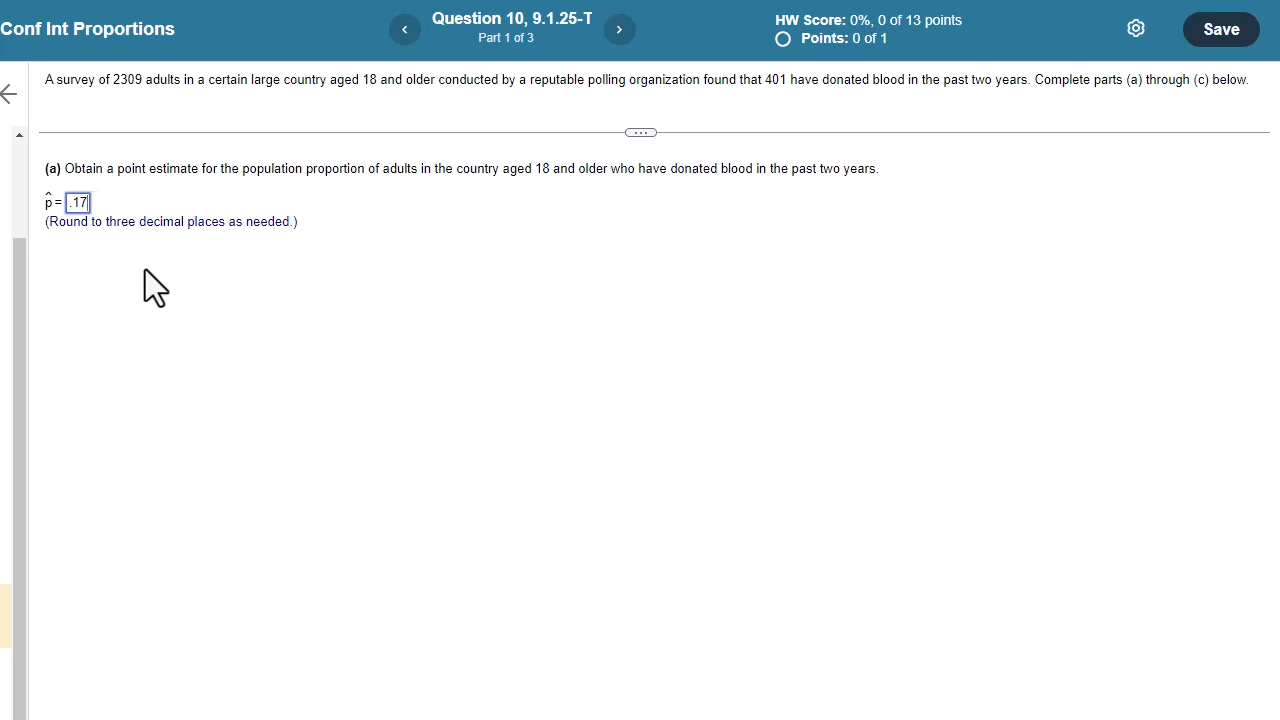 Conf Int Proportions
Question 10, 9.1.25-T
Part 1 of 3
HW Score: 0%, 0 of 13 points
Points: 0 of 1
Save
A survey of 2309 adults in a certain large country aged 18 and older conducted by a reputable polling organization found that 401 have donated blood in the past two years. Complete parts (a) through (c) below.
(a) Obtain a point estimate for the population proportion of adults in the country aged 18 and older who have donated blood in the past two years.
p̂ = .17
(Round to three decimal places as needed.)